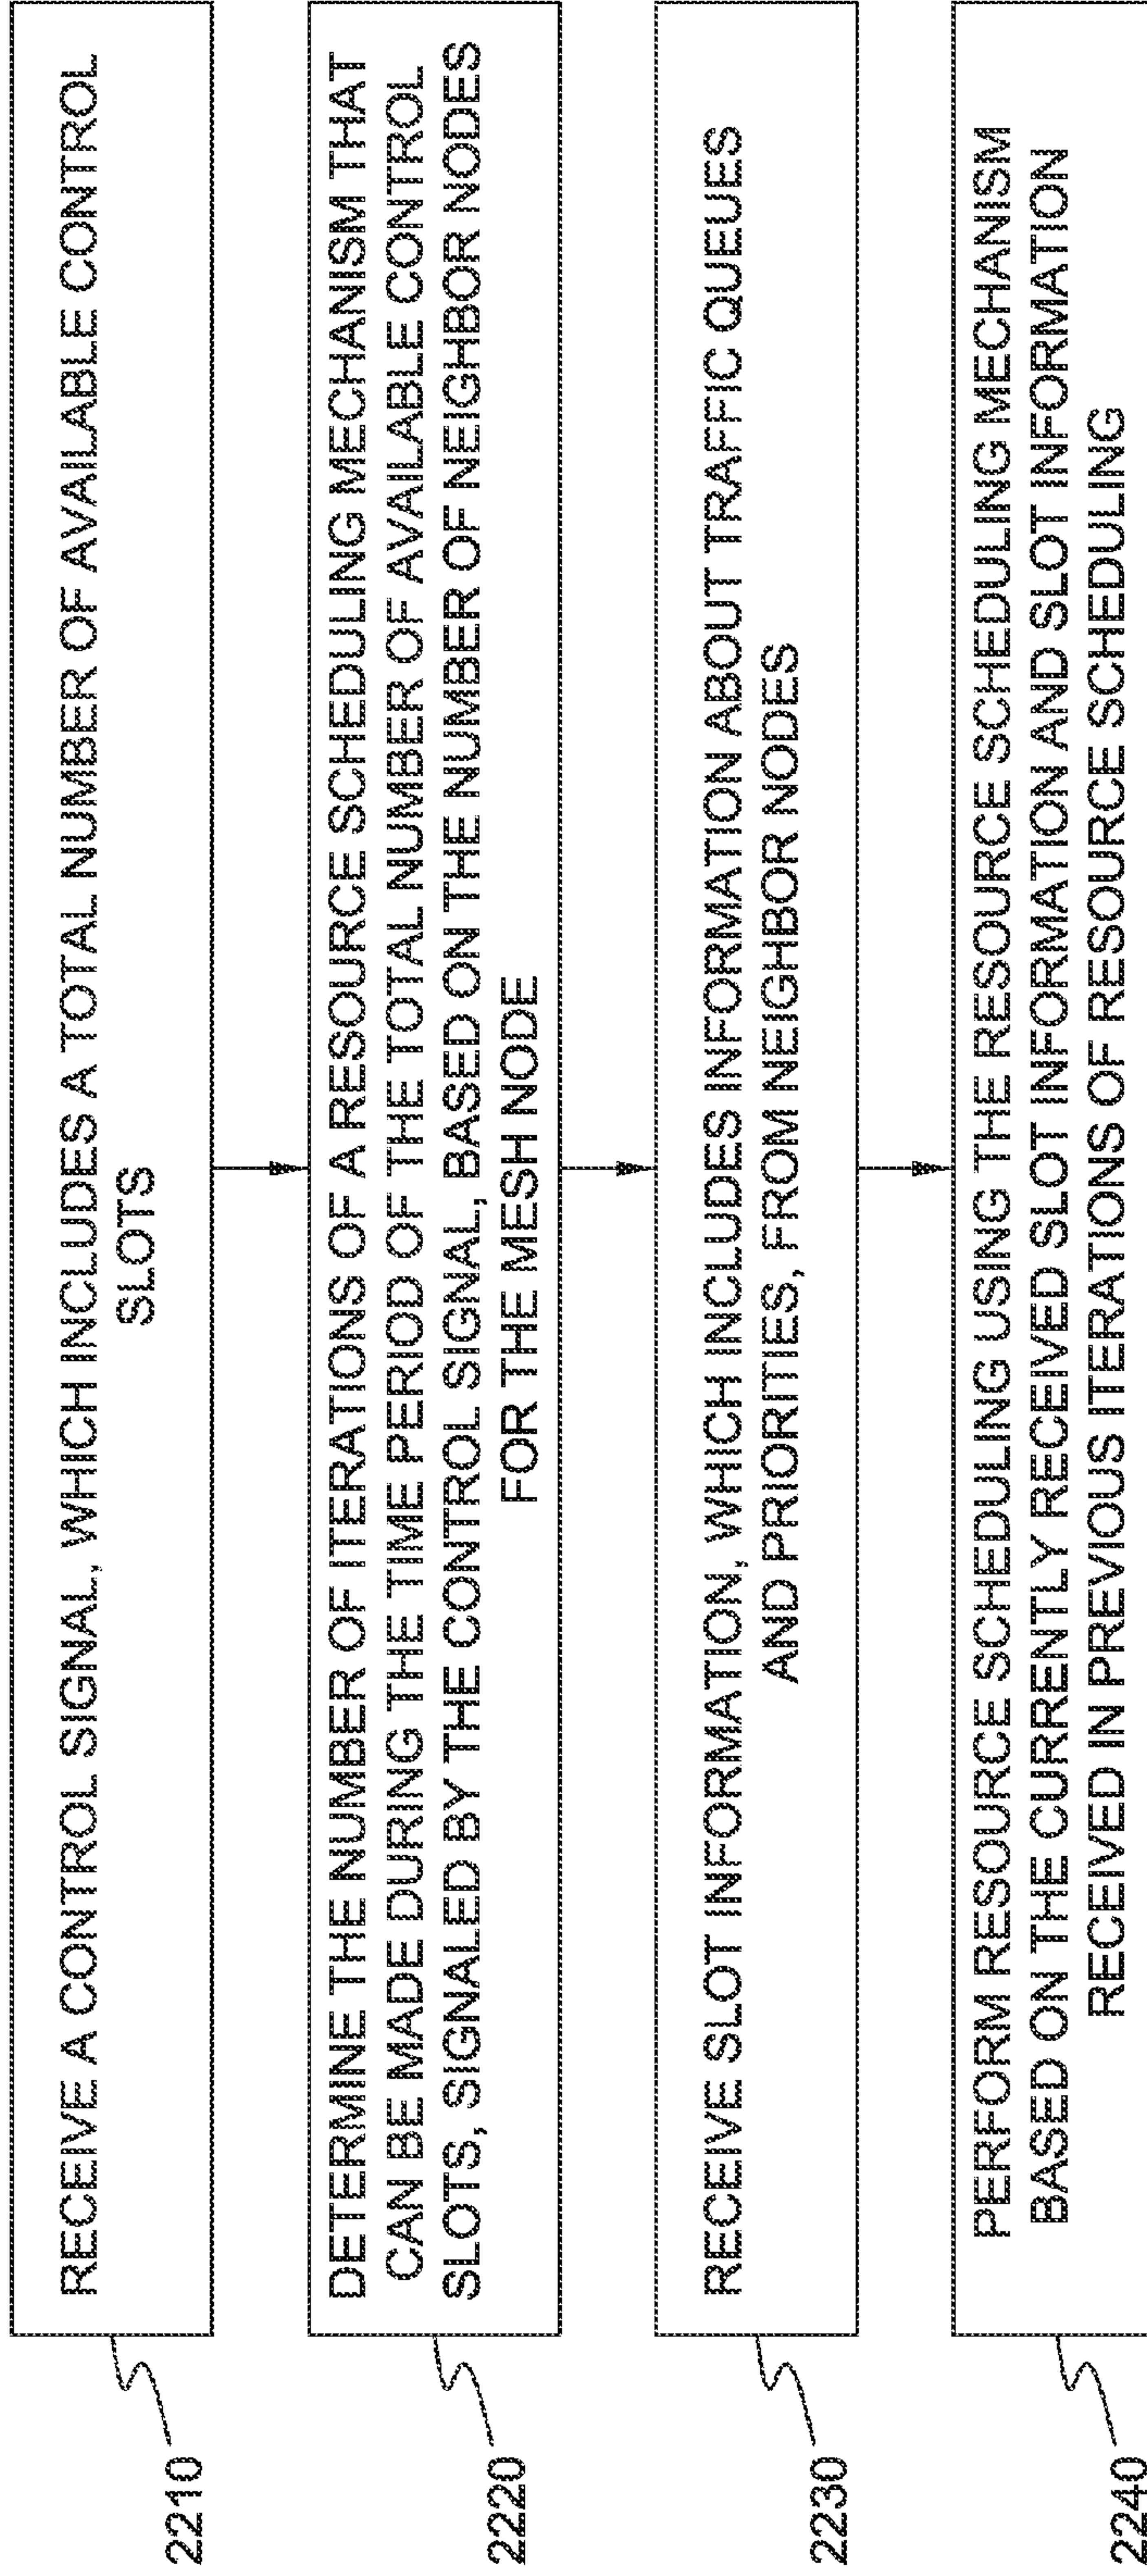 RECEIVE A CONTROL SIGNAL, WHICH INCLUDES A TOTAL NUMBER OF AVAILABLE CONTROL
SLOTS
2210
DETERMINE THE NUMBER OF ITERATIONS OF A RESOURCE SCHEDULING MECHANISM THAT
CAN BE MADE DURING THE TIME PERIOD OF THE TOTAL NUMBER OF AVAILABLE CONTROL
SLOTS, SIGNALED BY THE CONTROL SIGNAL, BASED ON THE NUMBER OF NEIGHBOR NODES
FOR THE MESH NODE
2220
RECEIVE SLOT INFORMATION, WHICH INCLUDES INFORMATION ABOUT TRAFFIC QUEUES
AND PRIORITIES, FROM NEIGHBOR NODES
2230
PERFORM RESOURCE SCHEDULING USING THE RESOURCE SCHEDULING MECHANISM
BASED ON THE CURRENTLY RECEIVED SLOT INFORMATION AND SLOT INFORMATION
RECEIVED IN PREVIOUS ITERATIONS OF RESOURCE SCHEDULING
2240